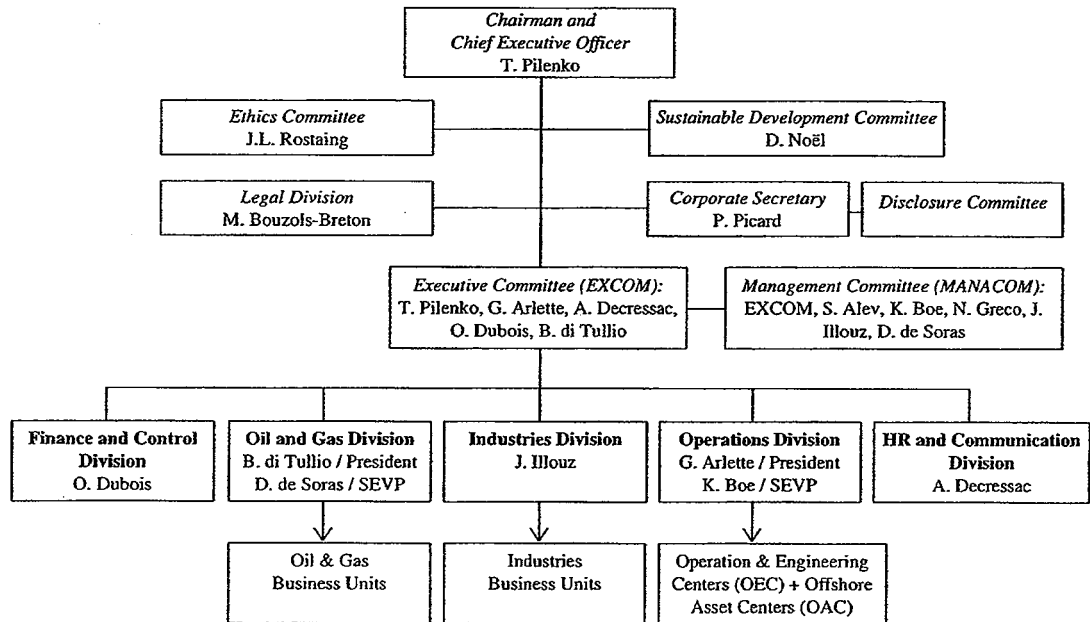 Chairman and
Chief Executive Officer
T. Pilenko
Ethics Committee
J.L. Rostaing
Sustainable Development Committee
D. Noël
Legal Division
M. Bouzols-Breton
Corporate Secretary
P. Picard
Disclosure Committee
Executive Committee (EXCOM):
T. Pilenko, G. Arlette, A. Decressac,
O. Dubois, B. di Tullio
Management Committee (MANACOM):
EXCOM, S. Alev, K. Boe, N. Greco, J.
Illouz, D. de Soras
Finance and Control
Division
O. Dubois
Oil and Gas Division
B. di Tullio / President
D. de Soras / SEVP
Industries Division
J. Illouz
Operations Division
G. Arlette / President
K. Boe / SEVP
HR and Communication
Division
A. Decressac
Oil & Gas
Business Units
Industries
Business Units
Operation & Engineering
Centers (OEC) + Offshore
Asset Centers (OAC)